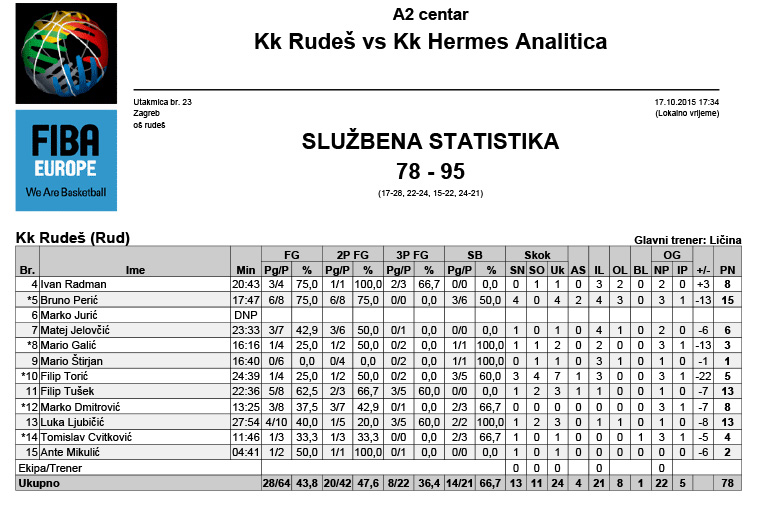 A2 centar
Kk Rudeš vs Kk Hermes Analitica
Utakmica br. 23
Zagreb
oš rudeš
17.10.2015 17:34
(Lokalno vrijeme)
FIBA
EUROPE
We Are Basketball
SLUŽBENA STATISTIKA
78 - 95
(17-28, 22-24, 15-22, 24-21)
Kk Rudeš (Rud) Glavni trener: Ličina
FG 2P FG 3P FG SB Skok OG
Br. Ime Min Pg/P % Pg/P % Pg/P % Pg/P % SN SO Uk AS IL OL BL NP IP +/- PN
4 Ivan Radman 20:43 3/4 75,0 1/1 100,0 2/3 66,7 0/0 0,0 0 1 1 0 3 2 0 2 0 +3 8
*5 Bruno Perić 17:47 6/8 75,0 6/8 75,0 0/0 0,0 3/6 50,0 4 0 4 2 4 3 0 3 1 -13 15
6 Marko Jurić DNP
7 Matej Jelovčić 23:33 3/7 42,9 3/6 50,0 0/1 0,0 0/0 0,0 0 1 0 0 4 1 0 2 0 -6 6
*8 Mario Galić 16:16 1/4 25,0 1/2 50,0 0/2 0,0 1/1 100,0 1 1 2 0 2 0 0 3 1 -13 3
9 Mario Štirjan 16:40 0/6 0,0 0/4 0,0 0/2 0,0 1/1 100,0 0 1 1 0 3 1 0 1 0 -1 1
*10 Filip Torić 24:39 1/4 25,0 1/2 50,0 0/2 0,0 3/5 60,0 3 4 7 1 3 0 0 3 1 -22 5
11 Filip Tušek 22:36 5/8 62,5 2/3 66,7 3/5 60,0 0/0 0,0 1 2 3 1 1 1 0 1 0 -7 13
*12 Marko Dmitrović 13:25 3/8 37,5 3/7 42,9 0/1 0,0 2/3 66,7 0 0 0 0 0 0 0 3 1 -7 8
13 Luka Ljubičić 27:54 4/10 40,0 1/5 20,0 3/5 60,0 2/2 100,0 1 2 3 0 1 0 0 1 0 -8 13
*14 Tomislav Cvitković 11:46 1/3 33,3 1/3 33,3 0/0 0,0 2/3 66,7 1 0 1 0 0 0 1 3 1 -5 4
15 Ante Mikulić 04:41 1/2 50,0 1/1 100,0 0/1 0,0 0/0 0,0 0 0 0 0 0 0 0 0 0 -6 2
Ekipa/Trener 0 0 0 0 0
Ukupno 28/64 43,8 20/42 47,6 8/22 36,4 14/21 66,7 13 11 24 4 21 8 1 22 5 78